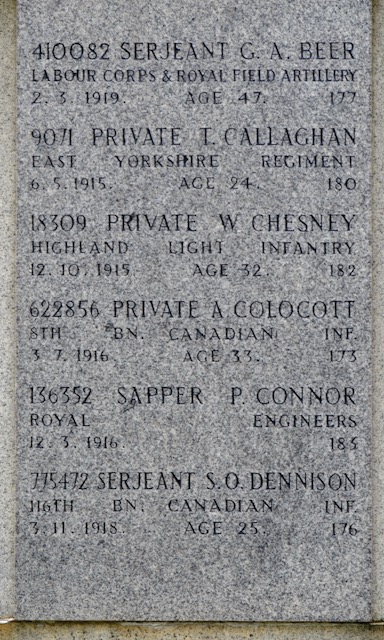 410082 SERJEANT G. A. BEER
LABOUR CORPS & ROYAL FIELD ARTILLERY
2. 3. 1919. AGE 47. 177
9071 PRIVATE T. CALLAGHAN
EAST YORKSHIRE REGIMENT
6. 5. 1915. AGE 24. 180
18309 PRIVATE W. CHESNEY
HIGHLAND LIGHT INFANTRY
12. 10. 1915 AGE 32. 182
622856 PRIVATE A. COLOCOTT
8TH BN. CANADIAN INF.
3. 7. 1916. AGE 33. 173
136352 SAPPER P. CONNOR
ROYAL ENGINEERS
12. 3. 1916. 183
775472 SERJEANT S. O. DENNISON
116TH BN. CANADIAN INF.
3. 11. 1918. AGE 25. 176